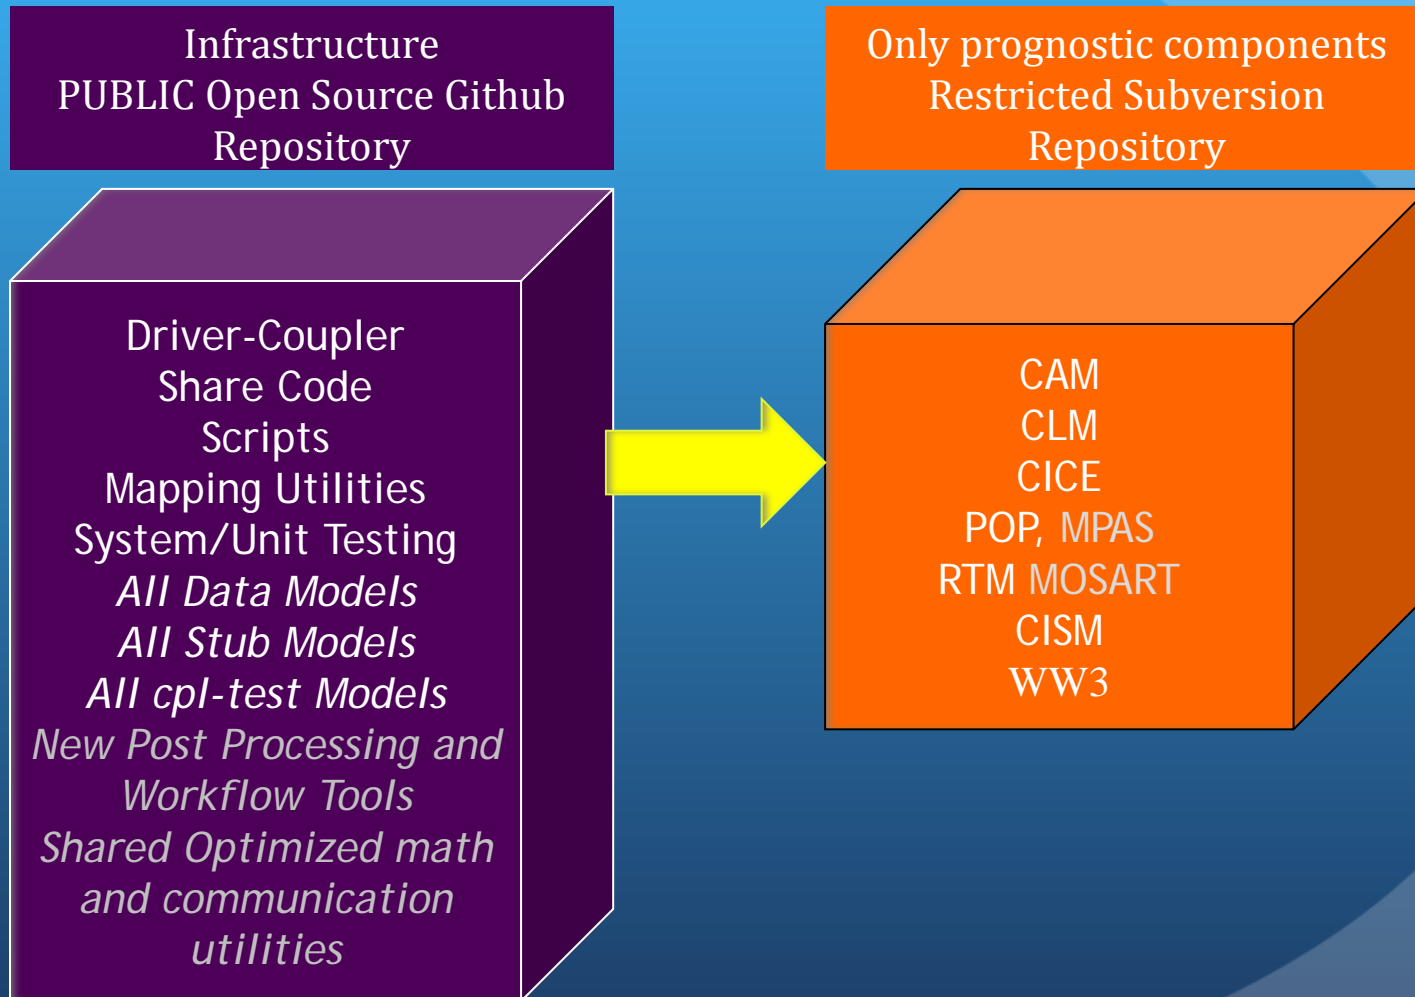 Infrastructure
PUBLIC Open Source Github
Repository
Only prognostic components
Restricted Subversion
Repository
Driver-Coupler
Share Code
Scripts
Mapping Utilities
System/Unit Testing
All Data Models
All Stub Models
All cpl-test Models
New Post Processing and
Workflow Tools
Shared Optimized math
and communication
utilities
CAM
CLM
CICE
POP, MPAS
RTM MOSART
CISM
WW3